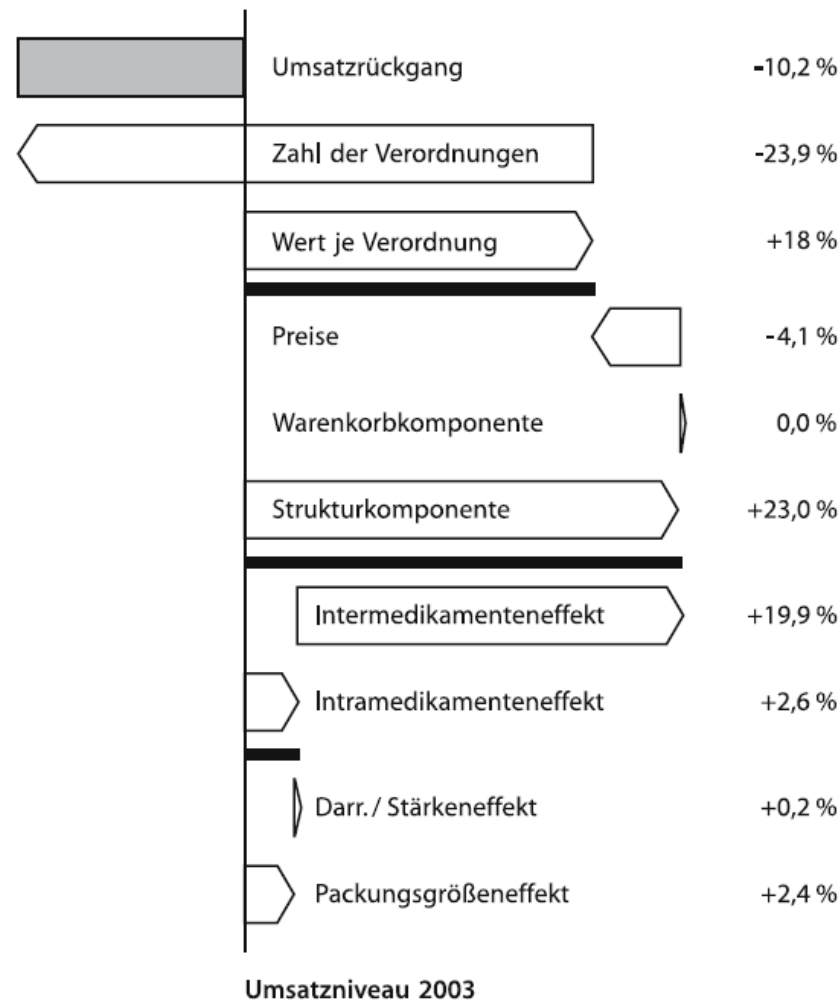 Umsatzrückgang -10,2 %
Zahl der Verordnungen -23,9 %
Wert je Verordnung +18 %
Preise -4,1 %
Warenkorbkomponente 0,0 %
Strukturkomponente +23,0 %
Intermedikamenteneffekt +19,9 %
Intramedikamenteneffekt +2,6 %
Darr./ Stärkeneffekt +0,2 %
Packungsgrößeneffekt +2,4 %
Umsatzniveau 2003